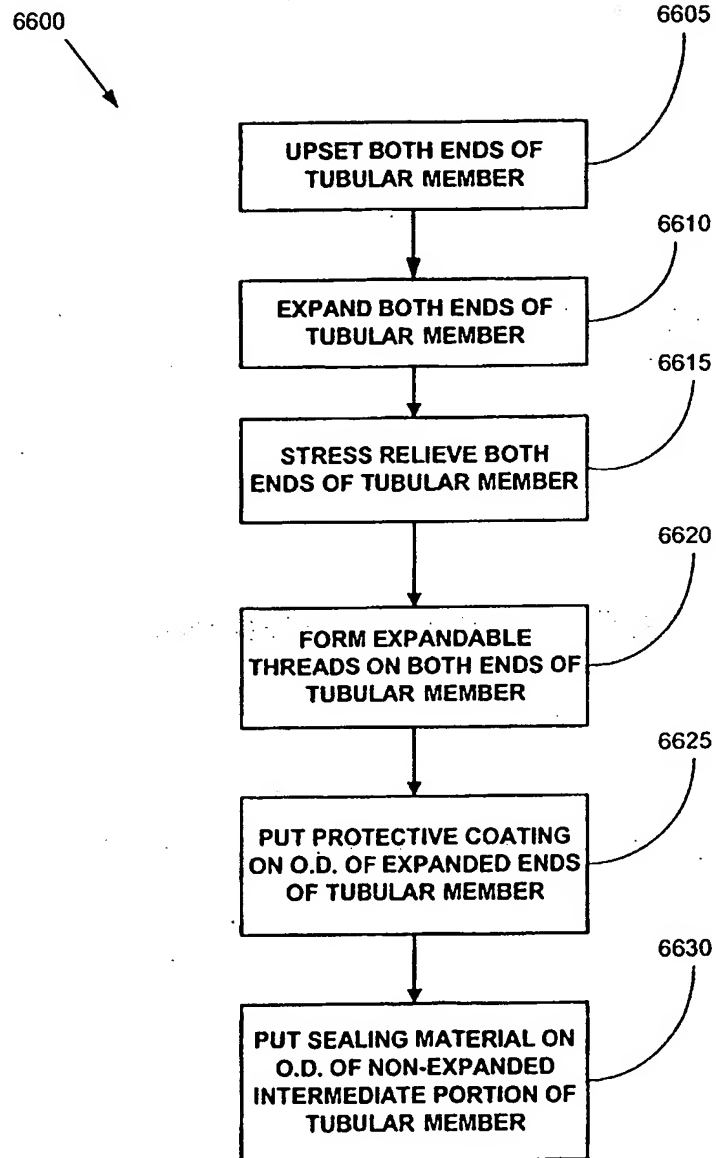 6600
6605
UPSET BOTH ENDS OF
TUBULAR MEMBER
6610
EXPAND BOTH ENDS OF
TUBULAR MEMBER
6615
STRESS RELIEVE BOTH
ENDS OF TUBULAR MEMBER
6620
FORM EXPANDABLE
THREADS ON BOTH ENDS OF
TUBULAR MEMBER
6625
PUT PROTECTIVE COATING
ON O.D. OF EXPANDED ENDS
OF TUBULAR MEMBER
6630
PUT SEALING MATERIAL ON
O.D. OF NON-EXPANDED
INTERMEDIATE PORTION OF
TUBULAR MEMBER